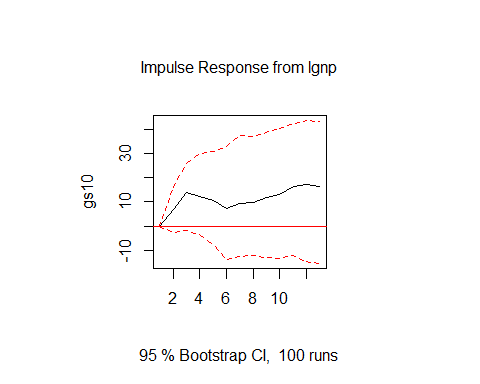 Impulse Response from lgnp
gs10
-10 10 30
2 4 6 8 10
95 % Bootstrap CI, 100 runs